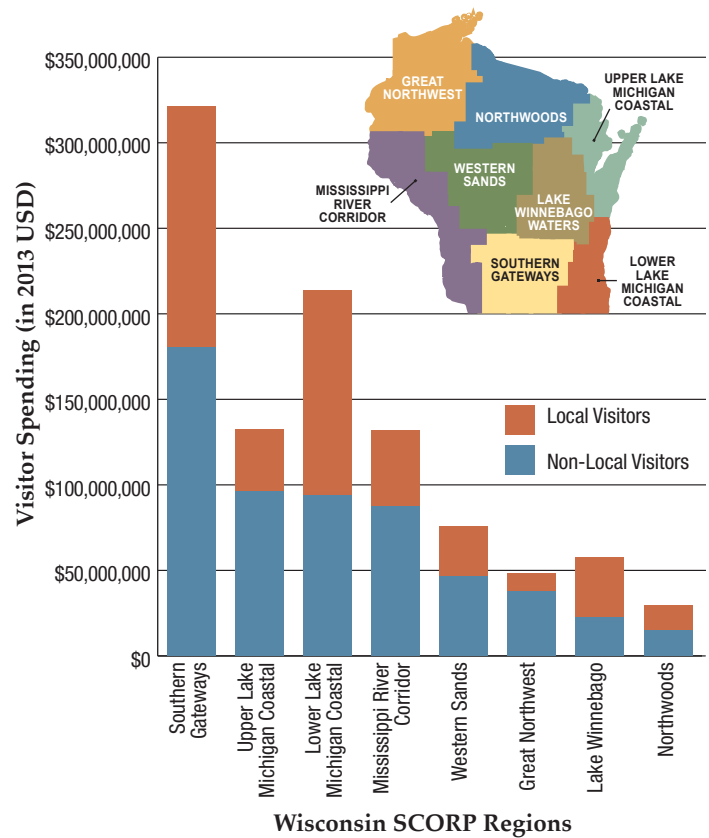 Visitor Spending (in 2013 USD)
$350,000,000
$300,000,000
$250,000,000
$200,000,000
$150,000,000
$100,000,000
$50,000,000
$0
GREAT
NORTHWEST
NORTHWOODS
UPPER LAKE
MICHIGAN
COASTAL
WESTERN
SANDS
MISSISSIPPI
RIVER
CORRIDOR
LAKE
WINNEBAGO
WATERS
SOUTHERN
GATEWAYS
LOWER
LAKE
MICHIGAN
COASTAL
Local Visitors
Non-Local Visitors
Southern
Gateways
Upper Lake
Michigan Coastal
Lower Lake
Michigan Coastal
Mississippi River
Corridor
Western Sands
Great Northwest
Lake Winnebago
Northwoods
Wisconsin SCORP Regions